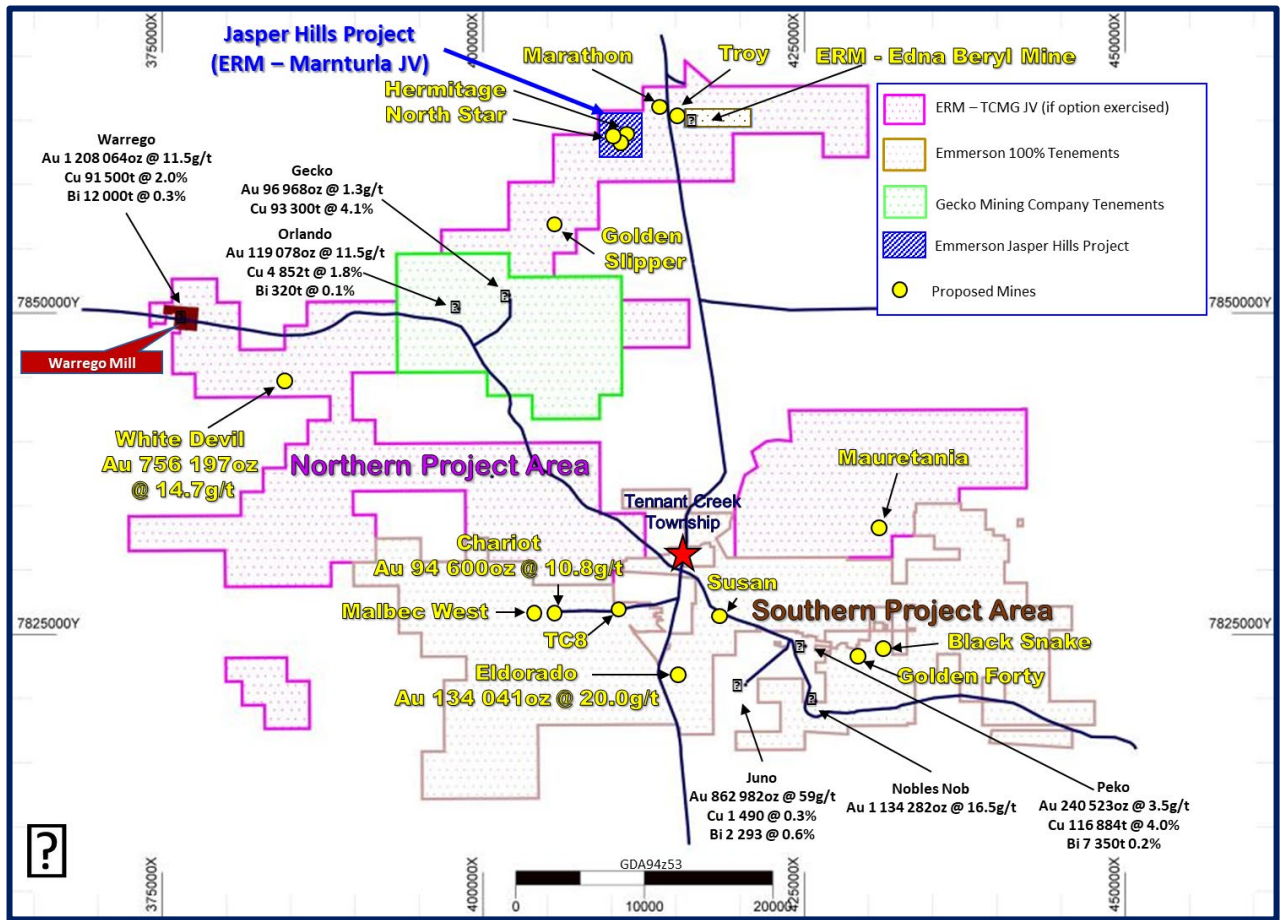 375000X
400000X
425000X
450000X
Jasper Hills Project
(ERM – Marnturla JV)
Marathon
Troy
ERM - Edna Beryl Mine
Hermitage
North Star
ERM – TCMG JV (if option exercised)
Emmerson 100% Tenements
Gecko Mining Company Tenements
Emmerson Jasper Hills Project
Proposed Mines
Warrego
Au 1 208 064oz @ 11.5g/t
Cu 91 500t @ 2.0%
Bi 12 000t @ 0.3%
Gecko
Au 96 968oz @ 1.3g/t
Cu 93 300t @ 4.1%
Orlando
Au 119 078oz @ 11.5g/t
Cu 4 852t @ 1.8%
Bi 320t @ 0.1%
Golden
Slipper
7850000Y
7850000Y
Warrego Mill
White Devil
Au 756 197oz
@ 14.7g/t
Northern Project Area
Mauretania
Tennant Creek
Township
Chariot
Au 94 600oz @ 10.8g/t
Malbec West
TC8
Susan
Southern Project Area
7825000Y
7825000Y
Black Snake
Golden Forty
Eldorado
Au 134 041oz @ 20.0g/t
Juno
Au 862 982oz @ 59g/t
Cu 1 490 @ 0.3%
Bi 2 293 @ 0.6%
Nobles Nob
Au 1 134 282oz @ 16.5g/t
Peko
Au 240 523oz @ 3.5g/t
Cu 116 884t @ 4.0%
Bi 7 350t 0.2%
?
GDA94z53
0
10000
20000
375000X
400000X
425000X
450000X